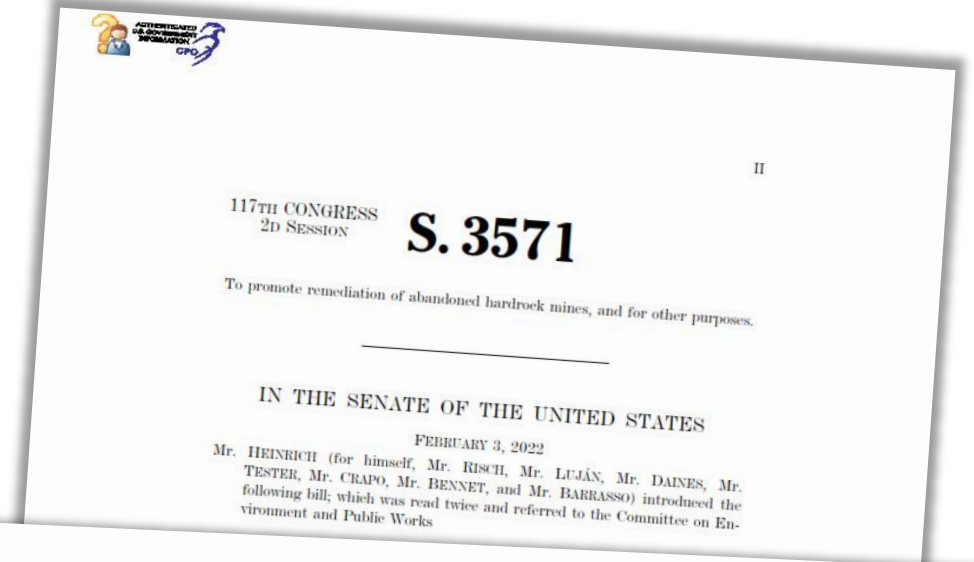 AUTHENTICATED
U.S. GOVERNMENT
INFORMATION
GPO
II
117TH CONGRESS
2D SESSION
S. 3571
To promote remediation of abandoned hardrock mines, and for other purposes.
IN THE SENATE OF THE UNITED STATES
FEBRUARY 3, 2022
Mr. HEINRICH (for himself, Mr. RISCH, Mr. LUJÁN, Mr. DAINES, Mr.
TESTER, Mr. CRAPO, Mr. BENNET, and Mr. BARRASSO) introduced the
following bill; which was read twice and referred to the Committee on En-
vironment and Public Works